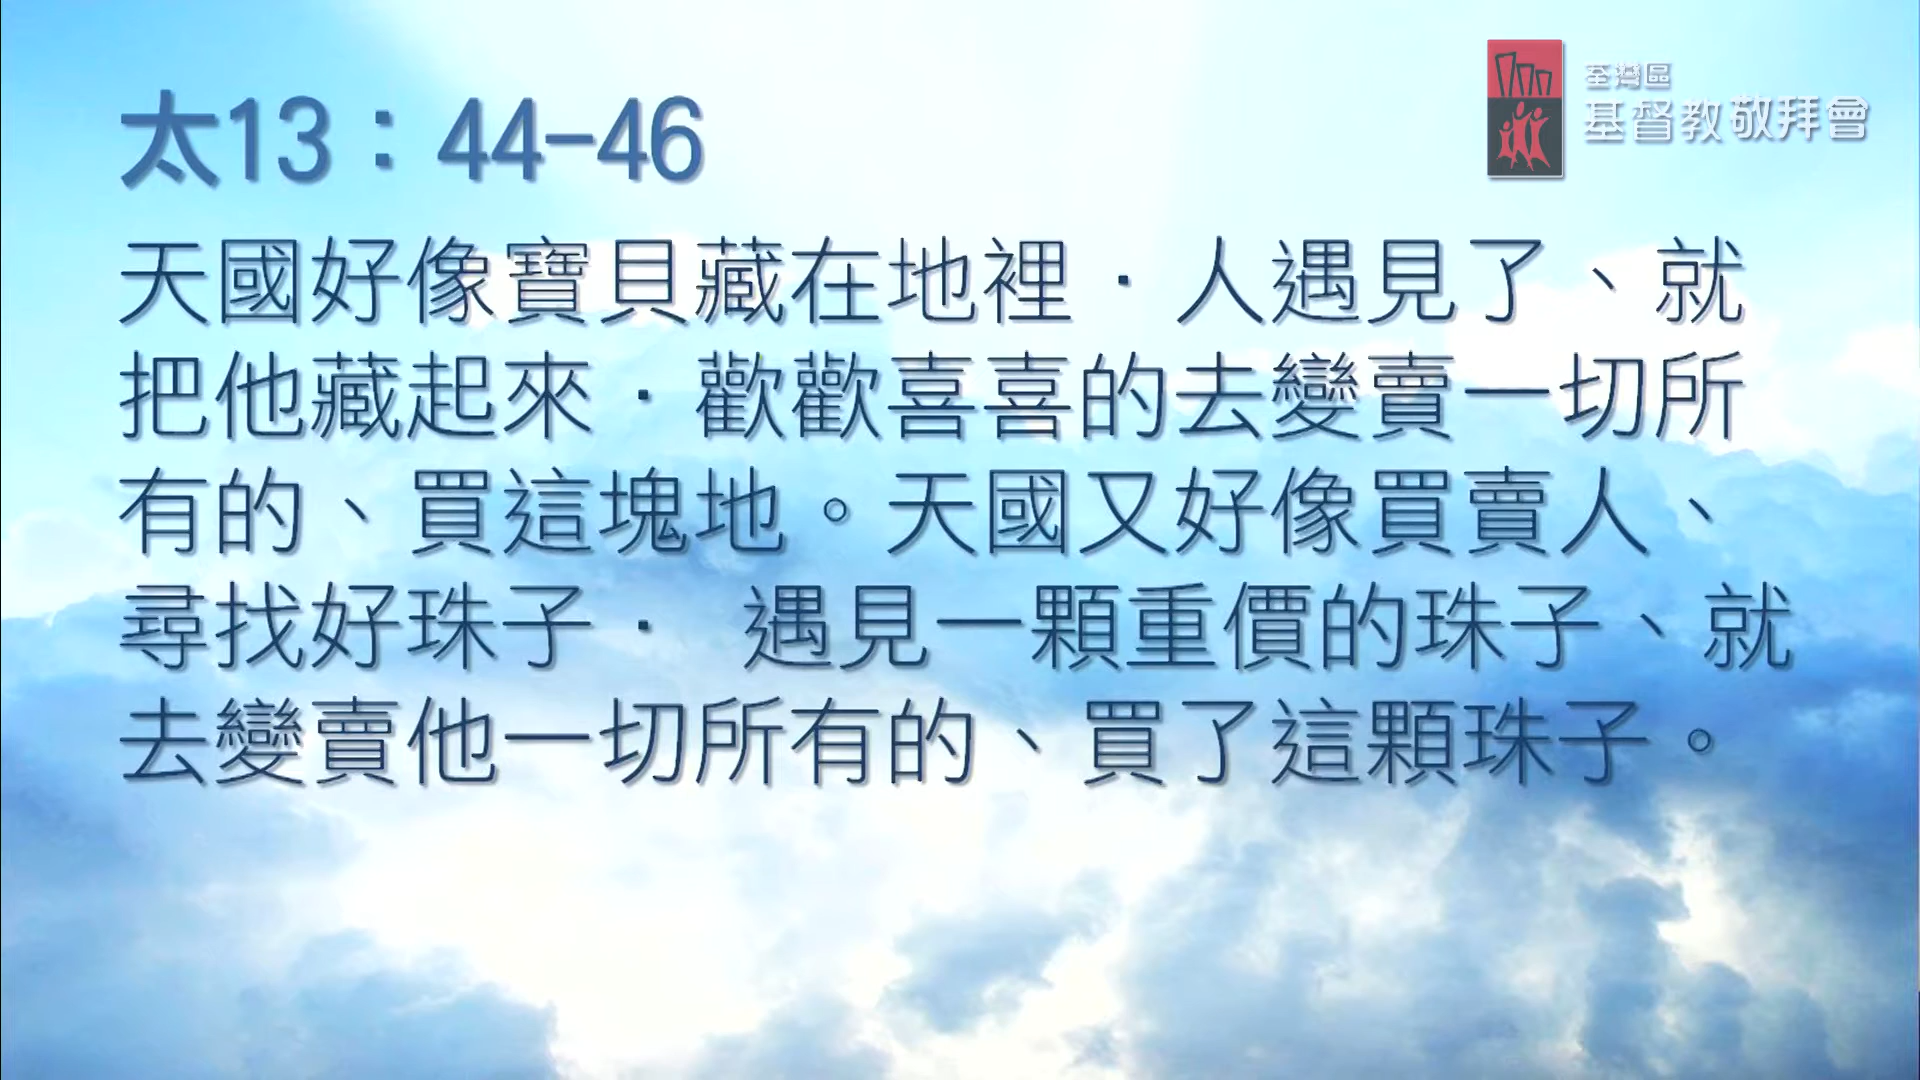 荃灣區
基督教敬拜會
太13：44-46
天國好像寶貝藏在地裡．人遇見了、就
把他藏起來．歡歡喜喜的去變賣一切所
有的、買這塊地。天國又好像買賣人、
尋找好珠子． 遇見一顆重價的珠子、就
去變賣他一切所有的、買了這顆珠子。